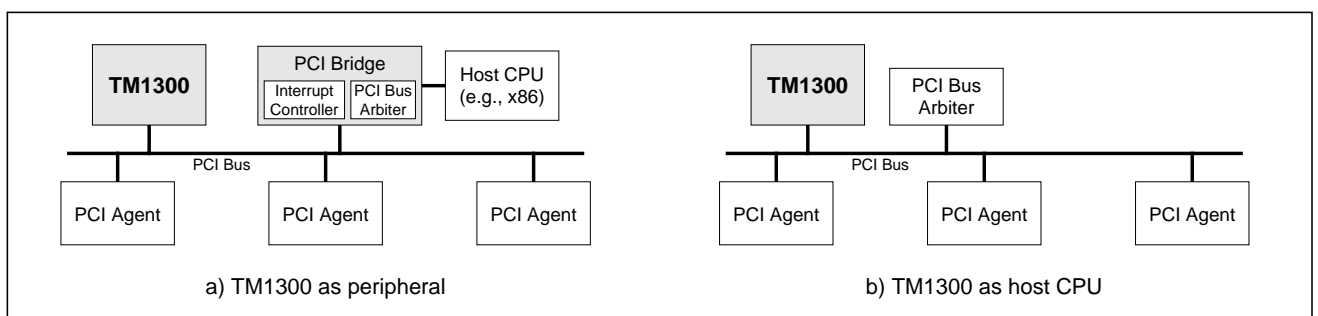 TM1300
PCI Bridge
Interrupt
Controller
PCI Bus
Arbiter
Host CPU
(e.g., x86)
PCI Bus
PCI Agent
PCI Agent
PCI Agent
a) TM1300 as peripheral
TM1300
PCI Bus
Arbiter
PCI Bus
PCI Agent
PCI Agent
PCI Agent
b) TM1300 as host CPU